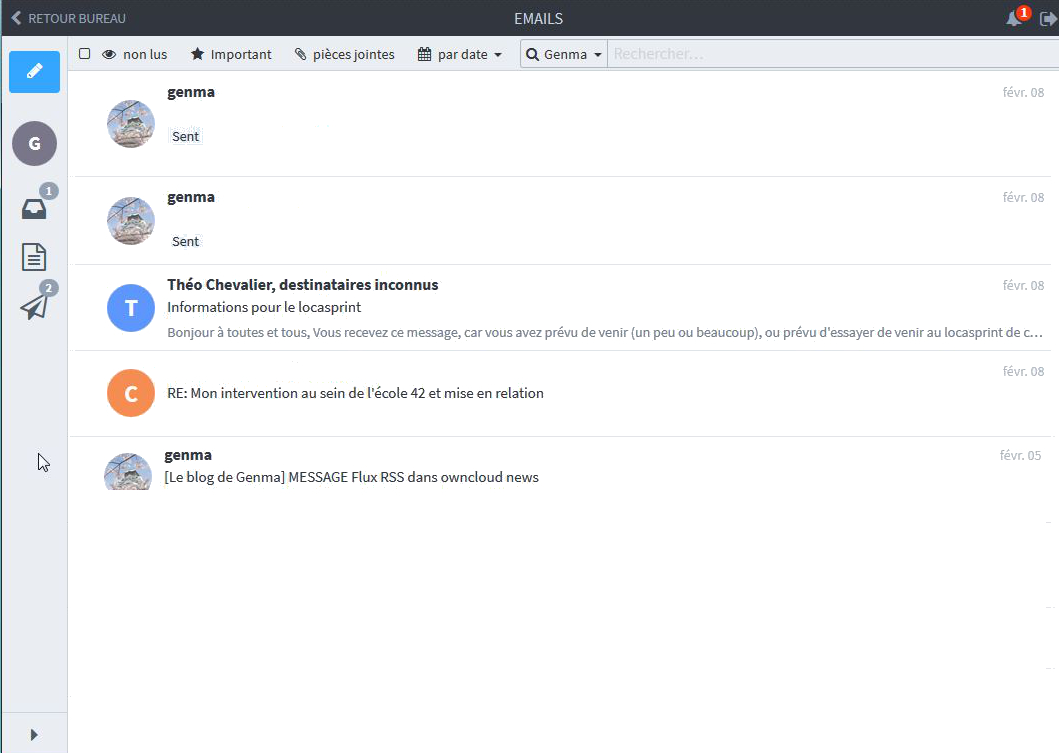 RETOUR BUREAU EMAILS 1
non lus Important pièces jointes par date Genma Rechercher...
genma févr. 08
Sent
G
1
genma févr. 08
Sent
2
Théo Chevalier, destinataires inconnus févr. 08
T Informations pour le locasprint
Bonjour à toutes et tous, Vous recevez ce message, car vous avez prévu de venir (un peu ou beaucoup), ou prévu d'essayer de venir au locasprint de c...
févr. 08
C RE: Mon intervention au sein de l'école 42 et mise en relation
genma févr. 05
[Le blog de Genma] MESSAGE Flux RSS dans owncloud news